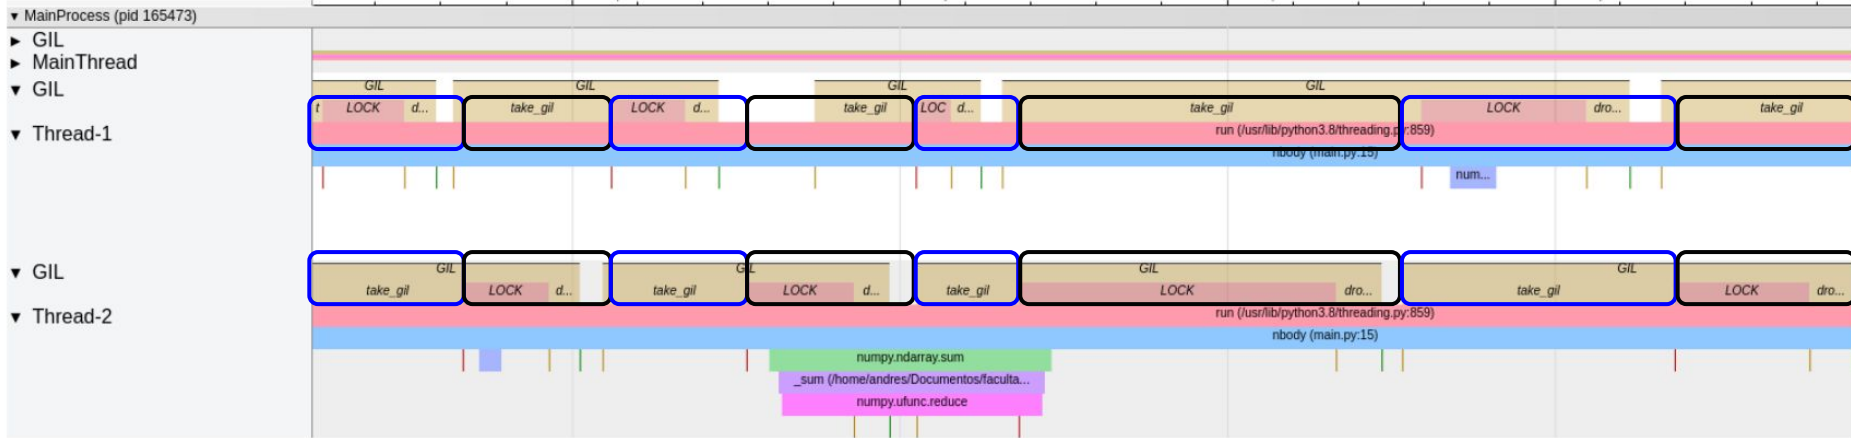 ▾ MainProcess (pid 165473)
▸ GIL
▸ MainThread
▾ GIL
GIL GIL GIL GIL
t LOCK d... take_gil LOCK d... take_gil LOC d... take_gil LOCK dro... take_gil
▾ Thread-1
run (/usr/lib/python3.8/threading.py:859)
nbody (main.py:15)
num...
▾ GIL
GIL GIL GIL GIL
take_gil LOCK d... take_gil LOCK d... take_gil LOCK dro... take_gil LOCK dro...
▾ Thread-2
run (/usr/lib/python3.8/threading.py:859)
nbody (main.py:15)
numpy.ndarray.sum
_sum (/home/andres/Documentos/faculta...
numpy.ufunc.reduce